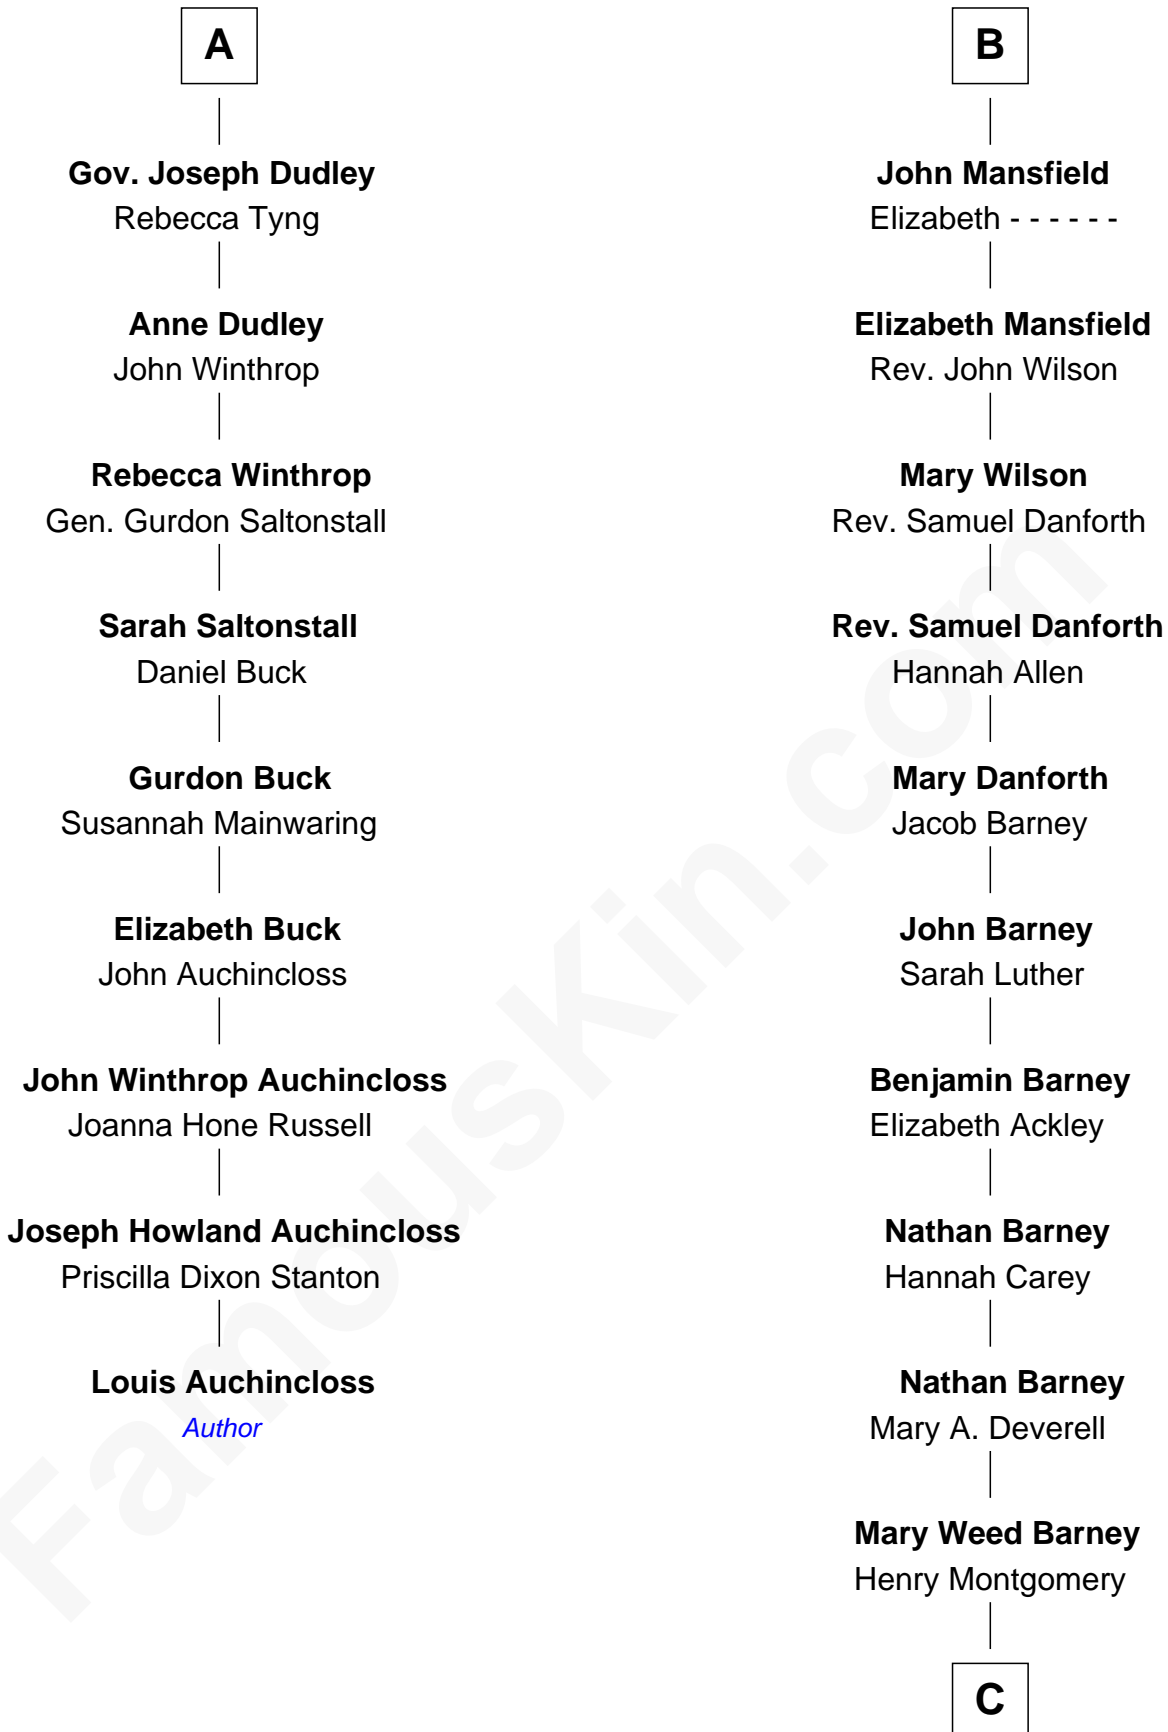 A
Gov. Joseph Dudley
Rebecca Tyng
Anne Dudley
John Winthrop
Rebecca Winthrop
Gen. Gurdon Saltonstall
Sarah Saltonstall
Daniel Buck
Gurdon Buck
Susannah Mainwaring
Elizabeth Buck
John Auchincloss
John Winthrop Auchincloss
Joanna Hone Russell
Joseph Howland Auchincloss
Priscilla Dixon Stanton
Louis Auchincloss
Author
B
John Mansfield
Elizabeth - - - - - -
Elizabeth Mansfield
Rev. John Wilson
Mary Wilson
Rev. Samuel Danforth
Rev. Samuel Danforth
Hannah Allen
Mary Danforth
Jacob Barney
John Barney
Sarah Luther
Benjamin Barney
Elizabeth Ackley
Nathan Barney
Hannah Carey
Nathan Barney
Mary A. Deverell
Mary Weed Barney
Henry Montgomery
C
FamousKin.com